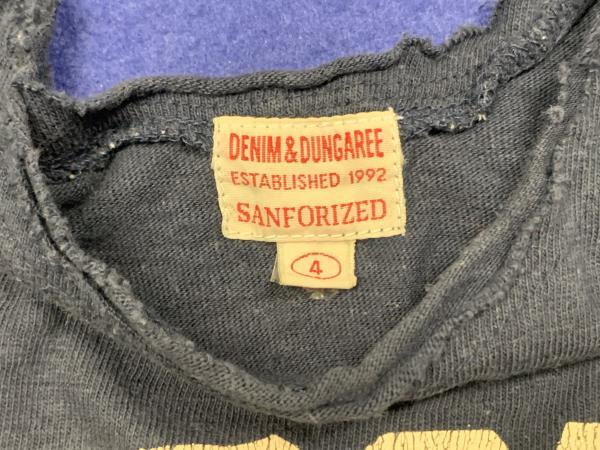 DENIM & DUNGAREE
ESTABLISHED 1992
SANFORIZED
4